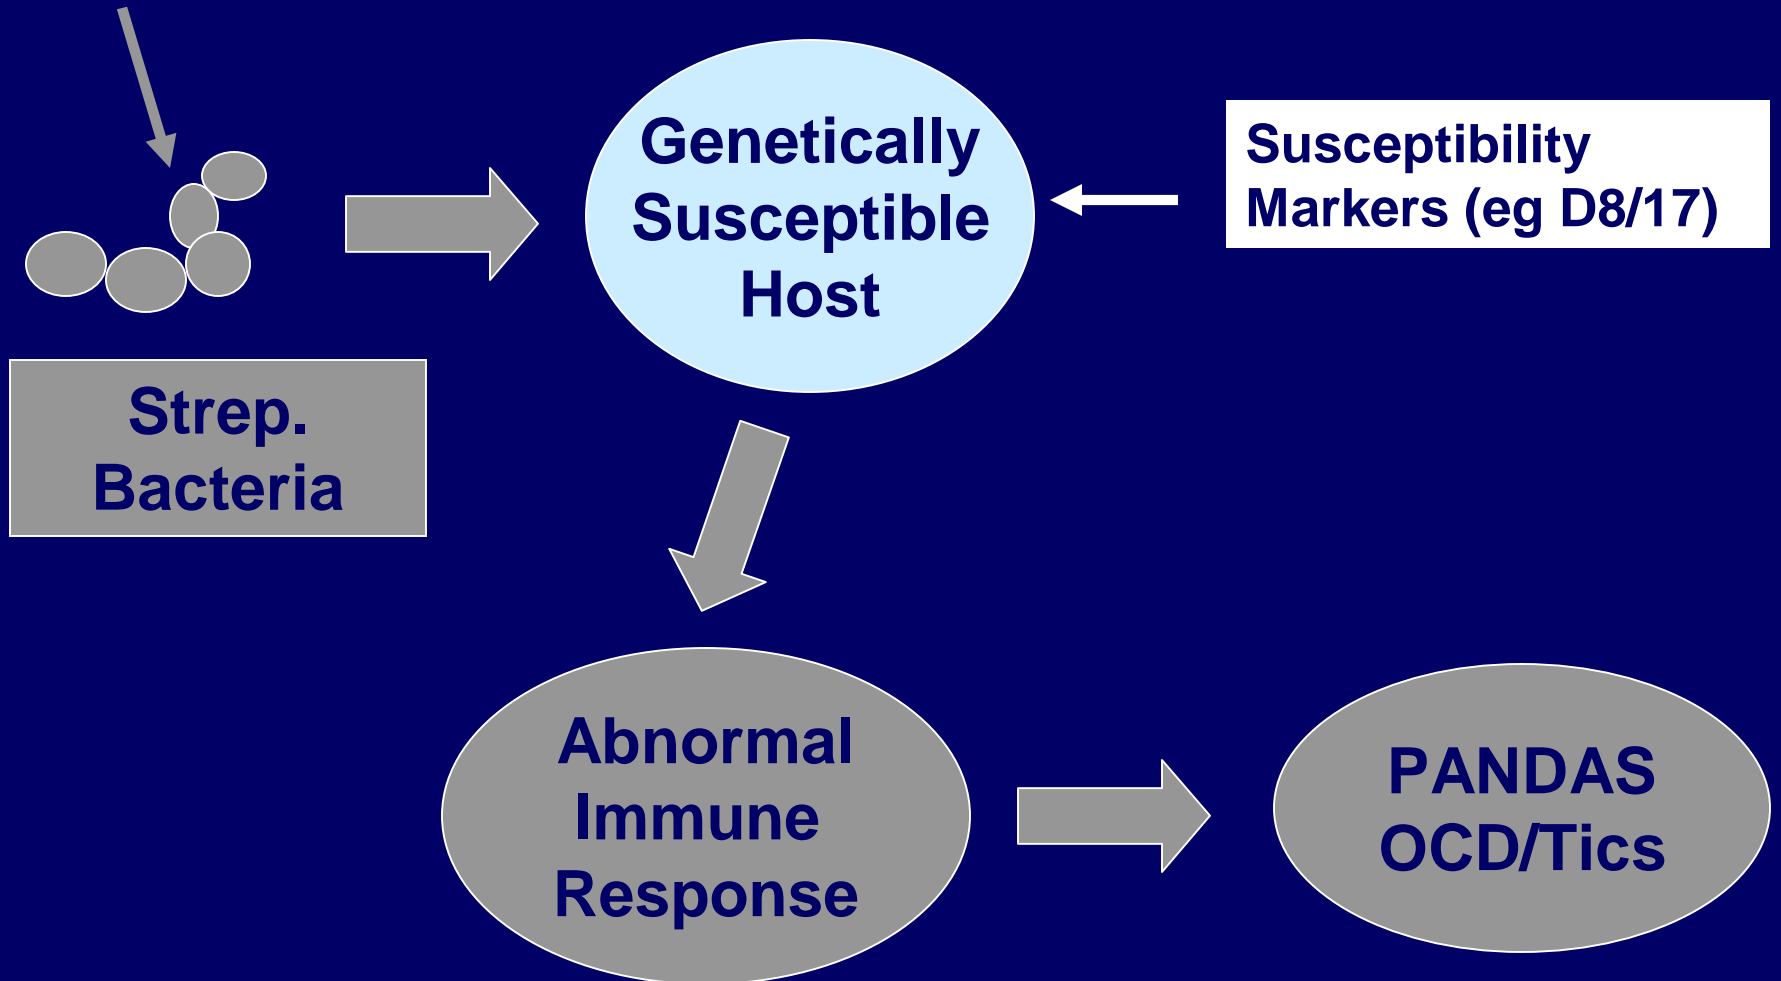 Genetically
Susceptible
Host
Susceptibility
Markers (eg D8/17)
Strep.
Bacteria
Abnormal
Immune
Response
PANDAS
OCD/Tics